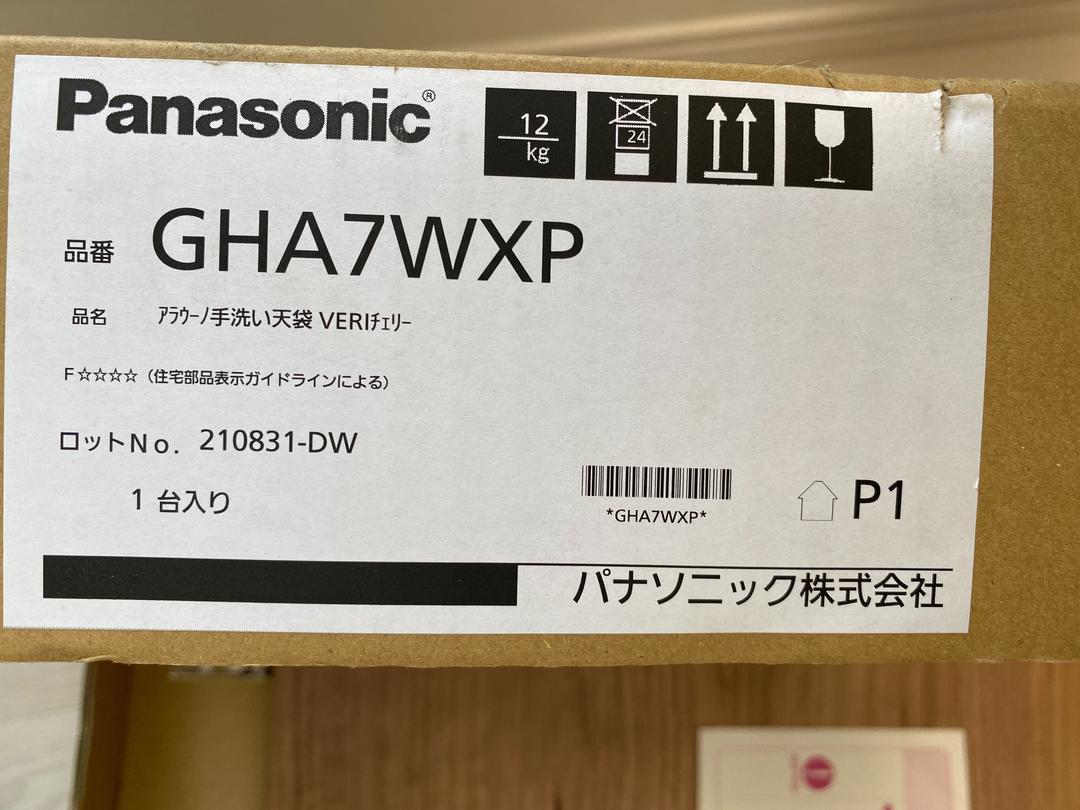 Panasonic®
12
kg
24
品番 GHA7WXP
品名 ｱﾗｳｰﾉ手洗い天袋 VERIﾁｪﾘｰ
F☆☆☆☆（住宅部品表示ガイドラインによる）
ロットNo. 210831-DW
1 台入り
*GHA7WXP*
P1
パナソニック株式会社